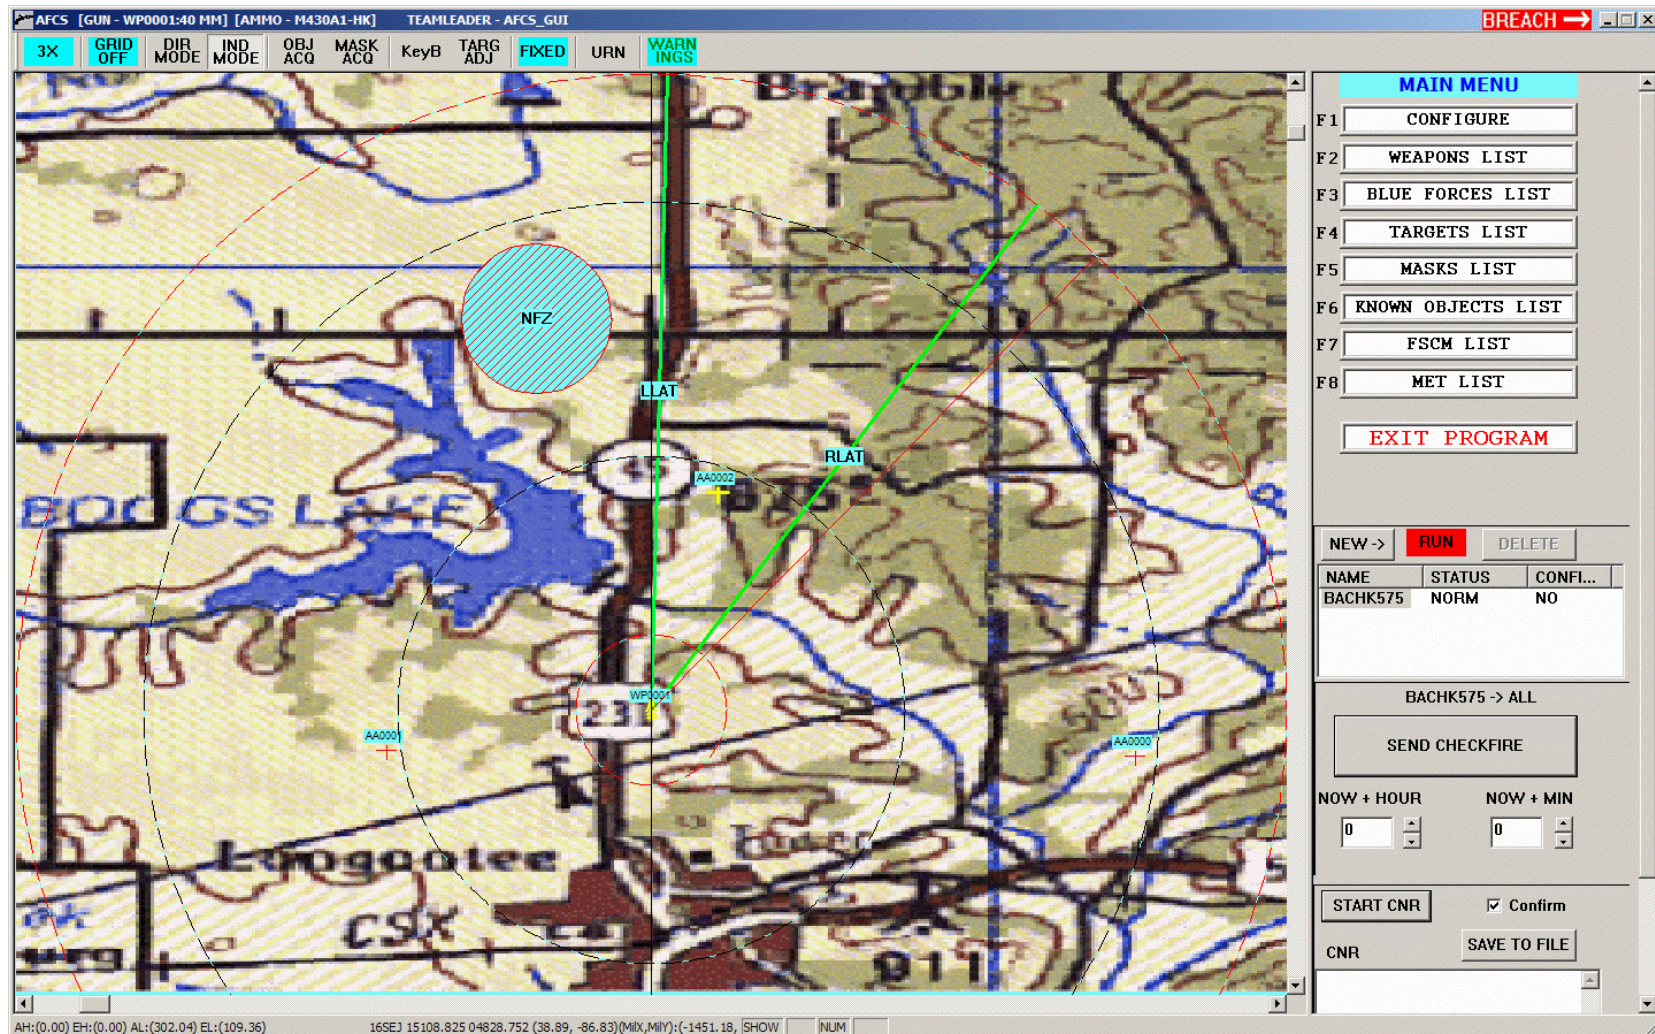 AFCS [GUN - WP0001:40 MM] [AMMO - M430A1-HK] TEAMLEADER - AFCS_GUI
BREACH
3X
GRID OFF
DIR MODE
IND MODE
OBJ ACQ
MASK ACQ
KeyB
TARG ADJ
FIXED
URN
WARN INGS
NFZ
LLAT
RLAT
45
AA0002
BOGGS LAKE
WP0001
231
AA0001
AA0000
Loogootee
CSX
911
MAIN MENU
F1 CONFIGURE
F2 WEAPONS LIST
F3 BLUE FORCES LIST
F4 TARGETS LIST
F5 MASKS LIST
F6 KNOWN OBJECTS LIST
F7 FSCM LIST
F8 MET LIST
EXIT PROGRAM
NEW -> RUN DELETE
NAME STATUS CONFI...
BACHK575 NORM NO
BACHK575 -> ALL
SEND CHECKFIRE
NOW + HOUR NOW + MIN
0 0
START CNR Confirm
CNR SAVE TO FILE
AH:(0.00) EH:(0.00) AL:(302.04) EL:(109.36) 16SEJ 15108.825 04828.752 (38.89, -86.83)(MilX,MilY):(-1451.18, SHOW NUM